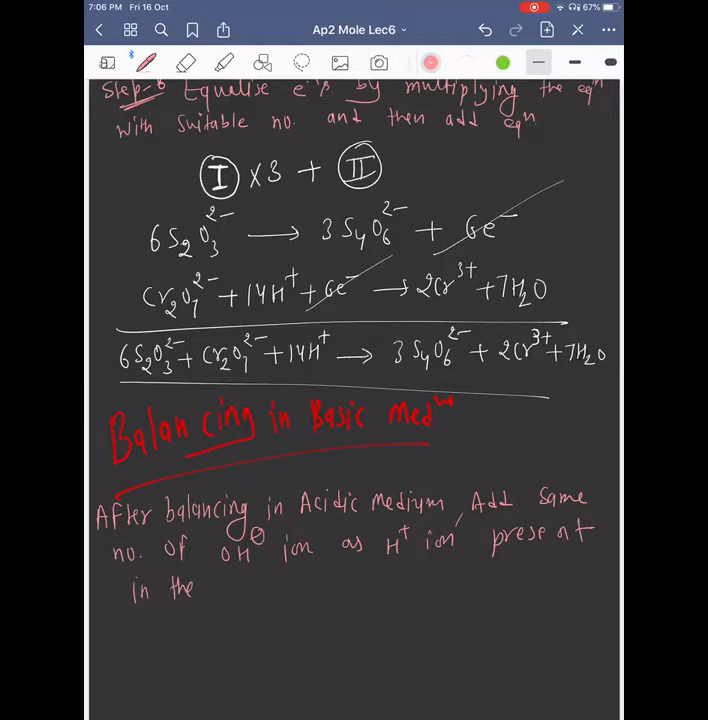 7:06 PM Fri 16 Oct 67%
Ap2 Mole Lec6
Step-8 Equalise e⁻'s by multiplying the eqⁿ
with suitable no. and then add eqn.
I ×3 + II
6S₂O₃²⁻ → 3S₄O₆²⁻ + 6e⁻
Cr₂O₇²⁻ + 14H⁺ + 6e⁻ → 2Cr³⁺ + 7H₂O
6S₂O₃²⁻ + Cr₂O₇²⁻ + 14H⁺ → 3S₄O₆²⁻ + 2Cr³⁺ + 7H₂O
Balancing in Basic Medᵘᵐ
After balancing in Acidic medium, Add same
no. of OH⊖ ion as H⁺ ion present
in the